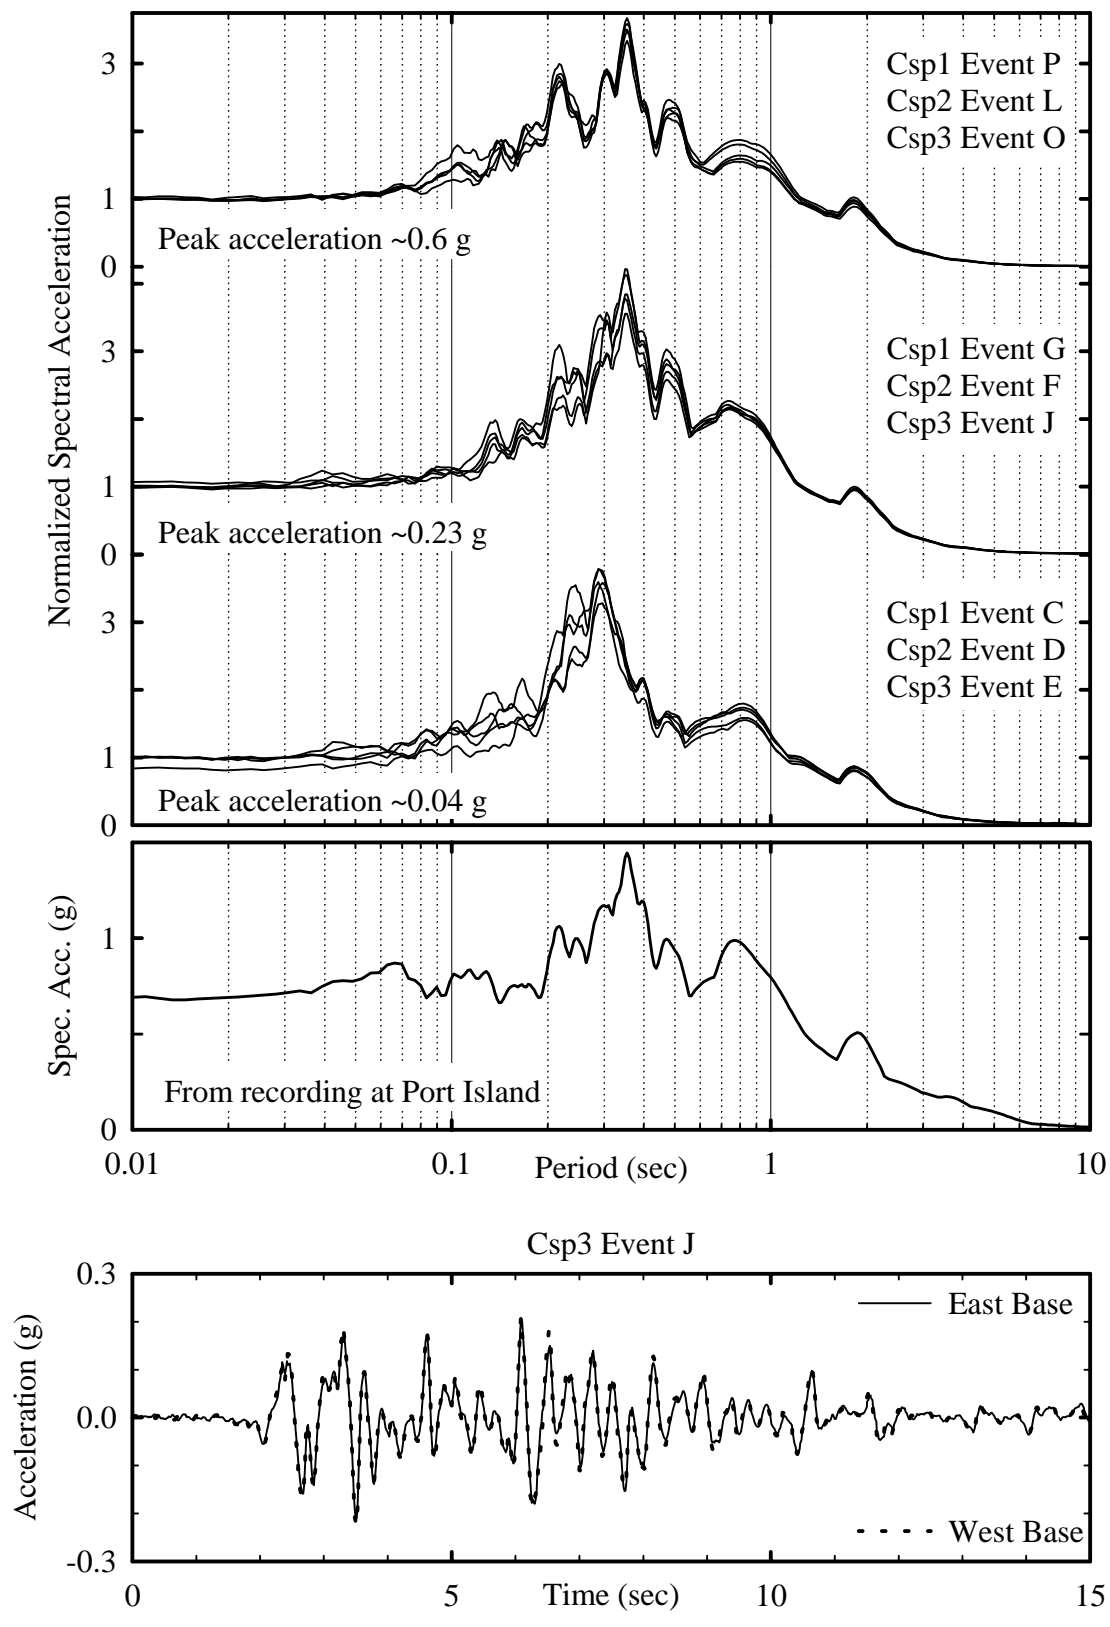 Normalized Spectral Acceleration
3
Csp1 Event P
Csp2 Event L
Csp3 Event O
1
Peak acceleration ~0.6 g
0
3
Csp1 Event G
Csp2 Event F
Csp3 Event J
1
Peak acceleration ~0.23 g
0
3
Csp1 Event C
Csp2 Event D
Csp3 Event E
1
Peak acceleration ~0.04 g
0
Spec. Acc. (g)
1
From recording at Port Island
0
0.01 0.1 1 10
Period (sec)
Csp3 Event J
Acceleration (g)
0.3
East Base
0.0
West Base
-0.3
0 5 10 15
Time (sec)